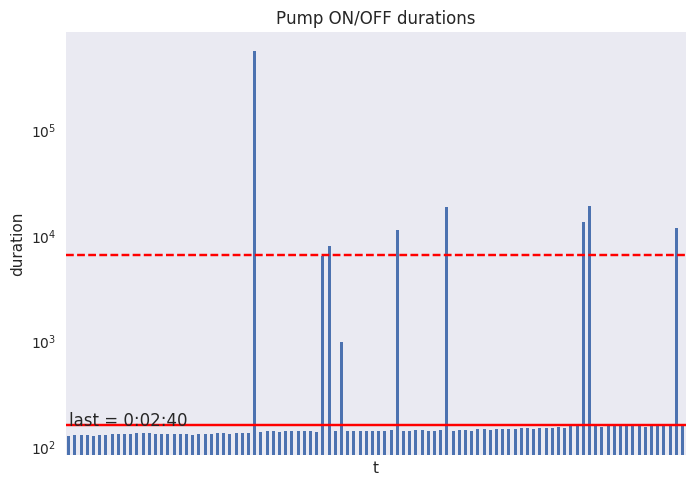 Pump ON/OFF durations
duration
10^5
10^4
10^3
10^2
last = 0:02:40
t